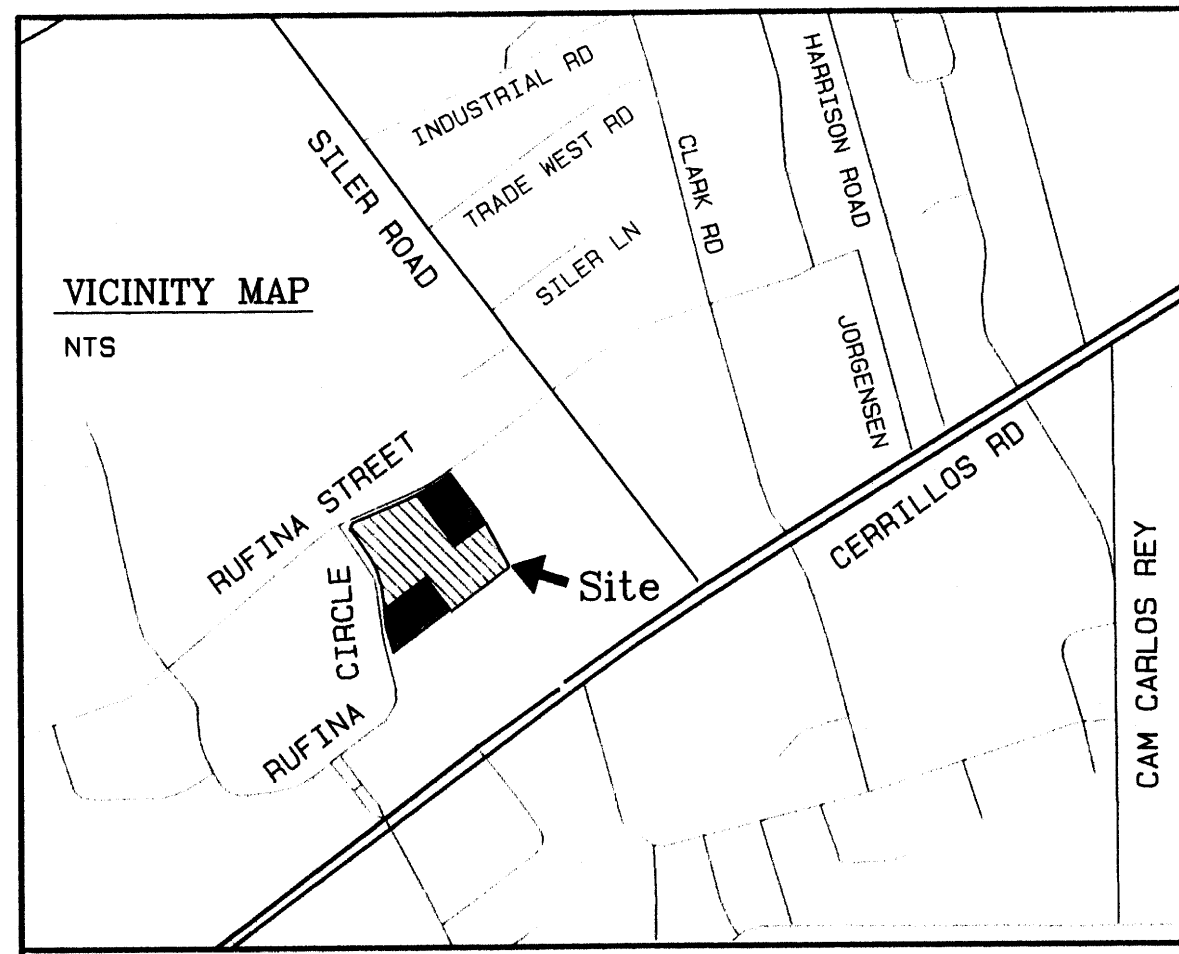 INDUSTRIAL RD
HARRISON ROAD
TRADE WEST RD
SILER ROAD
CLARK RD
SILER LN
VICINITY MAP
NTS
JORGENSEN
RUFINA STREET
CERRILLOS RD
CAM CARLOS REY
Site
RUFINA CIRCLE